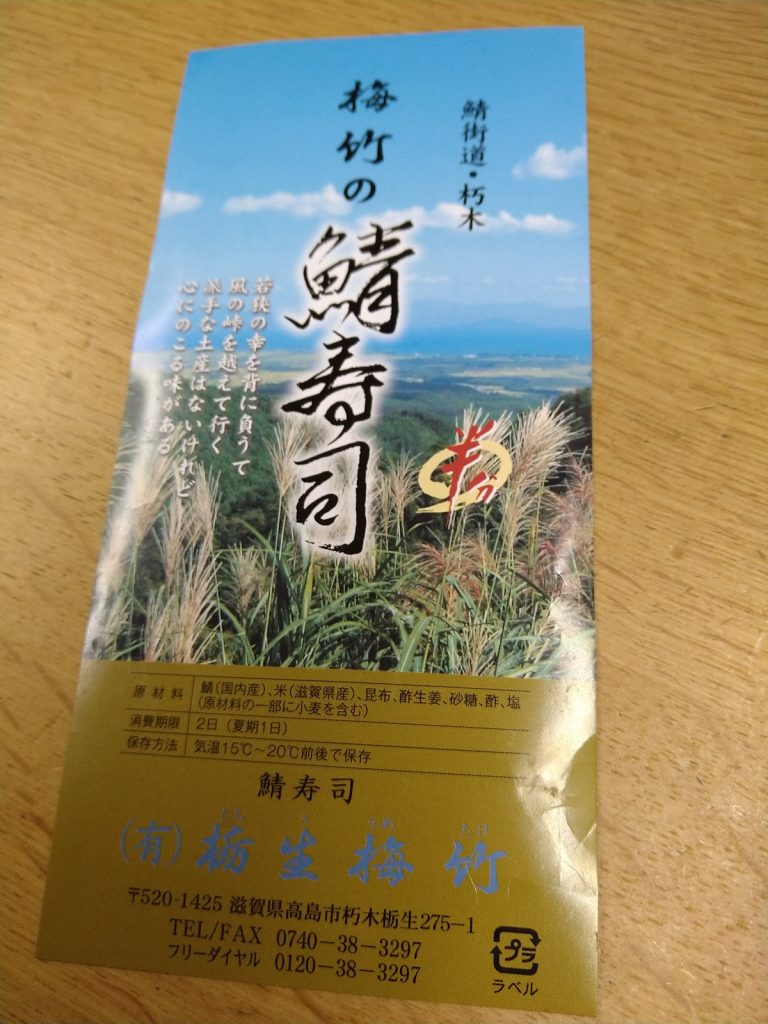 鯖街道・朽木
梅竹の
鯖寿司
半分
若狭の幸を背に負うて
風の峠を越えて行く
派手な土産はないけれど
心にのこる味がある
原材料 鯖(国内産)、米(滋賀県産)、昆布、酢生姜、砂糖、酢、塩
(原材料の一部に小麦を含む)
消費期限 2日(夏期1日)
保存方法 気温15℃〜20℃前後で保存
鯖寿司
とち う うめ たけ
(有)栃生梅竹
〒520-1425 滋賀県高島市朽木栃生275−1
TEL/FAX 0740−38−3297
フリーダイヤル 0120−38−3297
プラ
ラベル